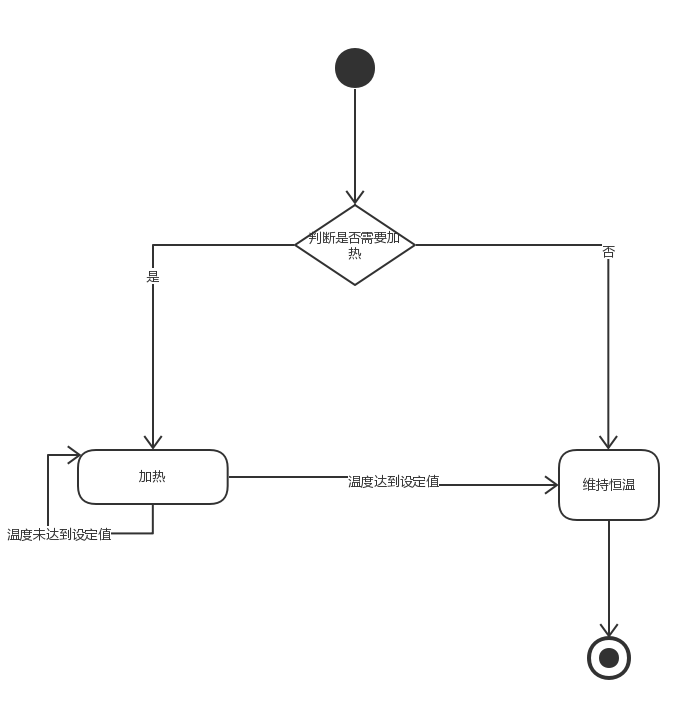 判断是否需要加
热
是
否
加热
温度达到设定值
维持恒温
温度未达到设定值